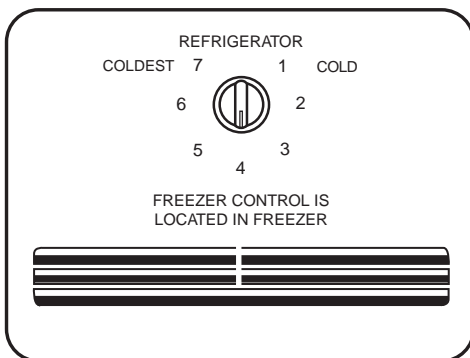 REFRIGERATOR
COLDEST 7 1 COLD
6 2
5 3
4
FREEZER CONTROL IS
LOCATED IN FREEZER